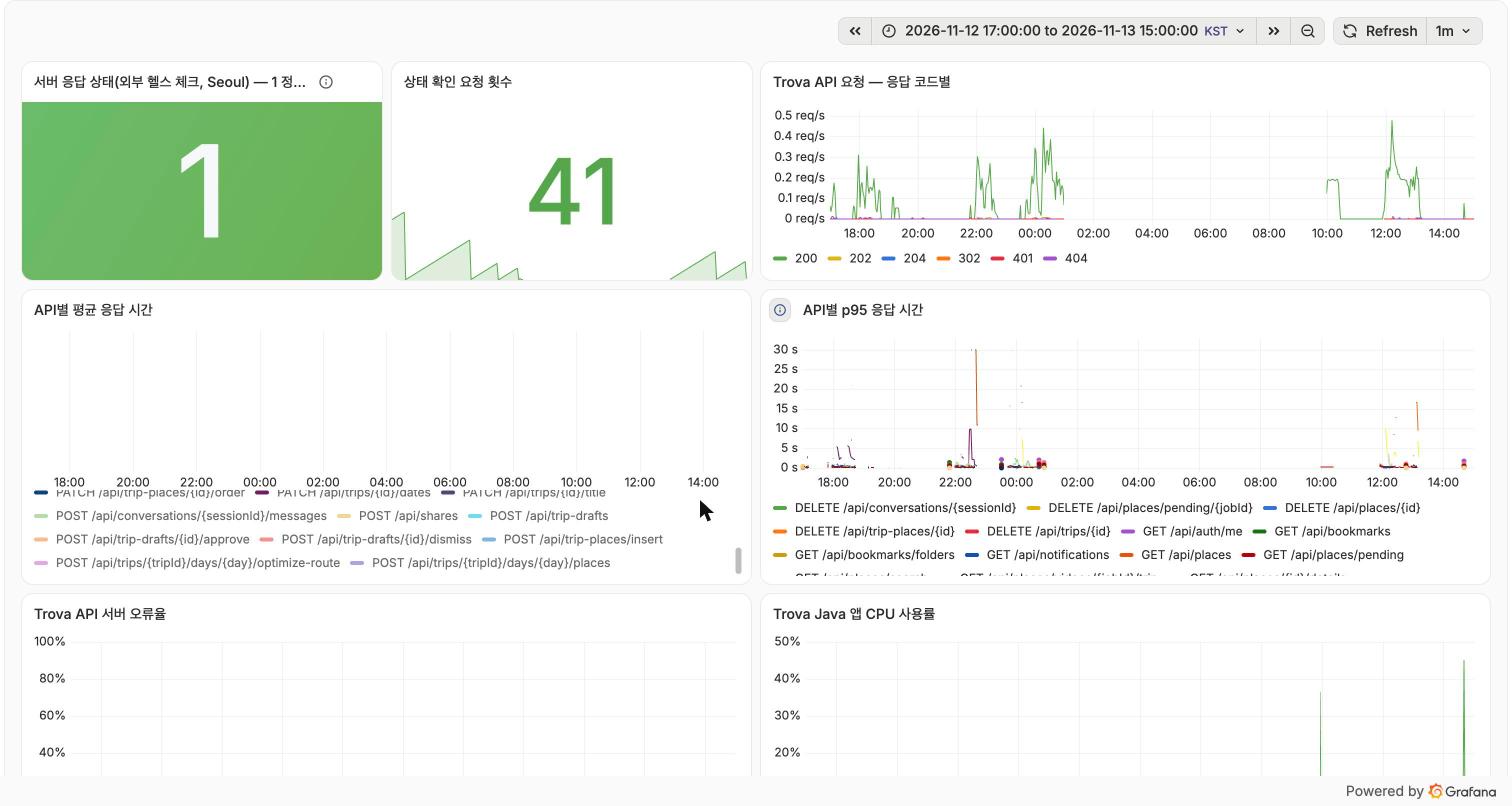 2026-11-12 17:00:00 to 2026-11-13 15:00:00 KST
Refresh
1m
서버 응답 상태(외부 헬스 체크, Seoul) — 1 정...
1
상태 확인 요청 횟수
41
Trova API 요청 — 응답 코드별
0.5 req/s
0.4 req/s
0.3 req/s
0.2 req/s
0.1 req/s
0 req/s
18:00 20:00 22:00 00:00 02:00 04:00 06:00 08:00 10:00 12:00 14:00
200 202 204 302 401 404
API별 평균 응답 시간
18:00 20:00 22:00 00:00 02:00 04:00 06:00 08:00 10:00 12:00 14:00
PATCH /api/trip-places/{id}/order PATCH /api/trips/{id}/dates PATCH /api/trips/{id}/title
POST /api/conversations/{sessionId}/messages POST /api/shares POST /api/trip-drafts
POST /api/trip-drafts/{id}/approve POST /api/trip-drafts/{id}/dismiss POST /api/trip-places/insert
POST /api/trips/{tripId}/days/{day}/optimize-route POST /api/trips/{tripId}/days/{day}/places
API별 p95 응답 시간
30 s
25 s
20 s
15 s
10 s
5 s
0 s
18:00 20:00 22:00 00:00 02:00 04:00 06:00 08:00 10:00 12:00 14:00
DELETE /api/conversations/{sessionId} DELETE /api/places/pending/{jobId} DELETE /api/places/{id}
DELETE /api/trip-places/{id} DELETE /api/trips/{id} GET /api/auth/me GET /api/bookmarks
GET /api/bookmarks/folders GET /api/notifications GET /api/places GET /api/places/pending
Trova API 서버 오류율
100%
80%
60%
40%
Trova Java 앱 CPU 사용률
50%
40%
30%
20%
Powered by Grafana